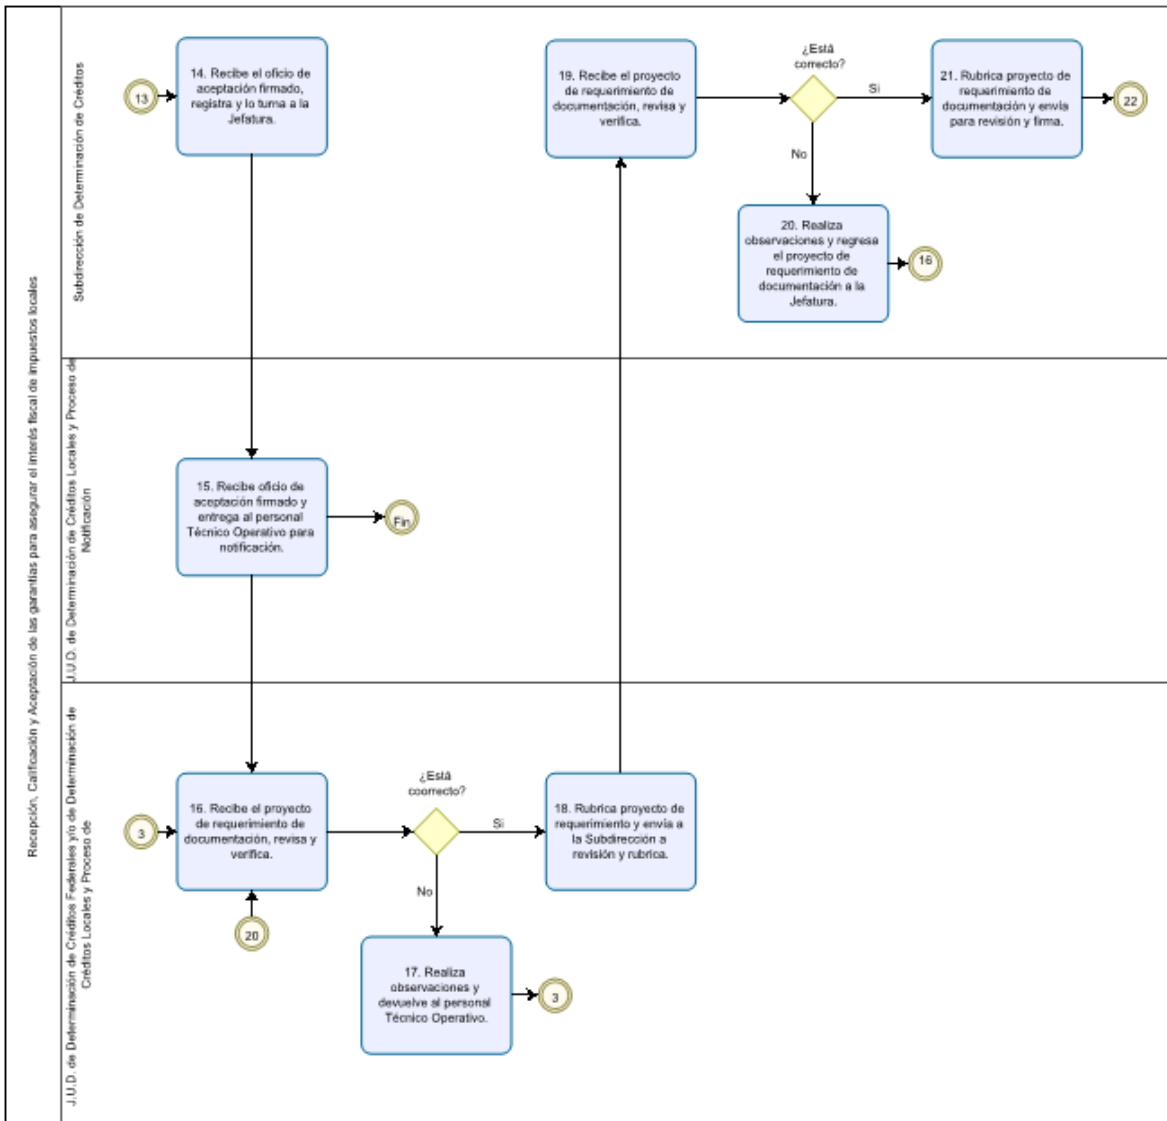 Recepción, Calificación y Aceptación de las garantías para asegurar el interés fiscal de impuestos locales
Subdirección de Determinación de Créditos
13
14. Recibe el oficio de
aceptación firmado,
registra y lo turna a la
Jefatura.
19. Recibe el proyecto
de requerimiento de
documentación, revisa y
verifica.
¿Está
correcto?
Si
No
21. Rubrica proyecto de
requerimiento de
documentación y envía
para revisión y firma.
22
20. Realiza
observaciones y regresa
el proyecto de
requerimiento de
documentación a la
Jefatura.
16
J.U.D. de Determinación de Créditos Locales y Proceso de
Notificación
15. Recibe oficio de
aceptación firmado y
entrega al personal
Técnico Operativo para
notificación.
Fin
J.U.D. de Determinación de Créditos Federales y/o de Determinación de
Créditos Locales y Proceso de
3
16. Recibe el proyecto
de requerimiento de
documentación, revisa y
verifica.
20
¿Está
coorrecto?
Si
No
18. Rubrica proyecto de
requerimiento y envía a
la Subdirección a
revisión y rubrica.
17. Realiza
observaciones y
devuelve al personal
Técnico Operativo.
3